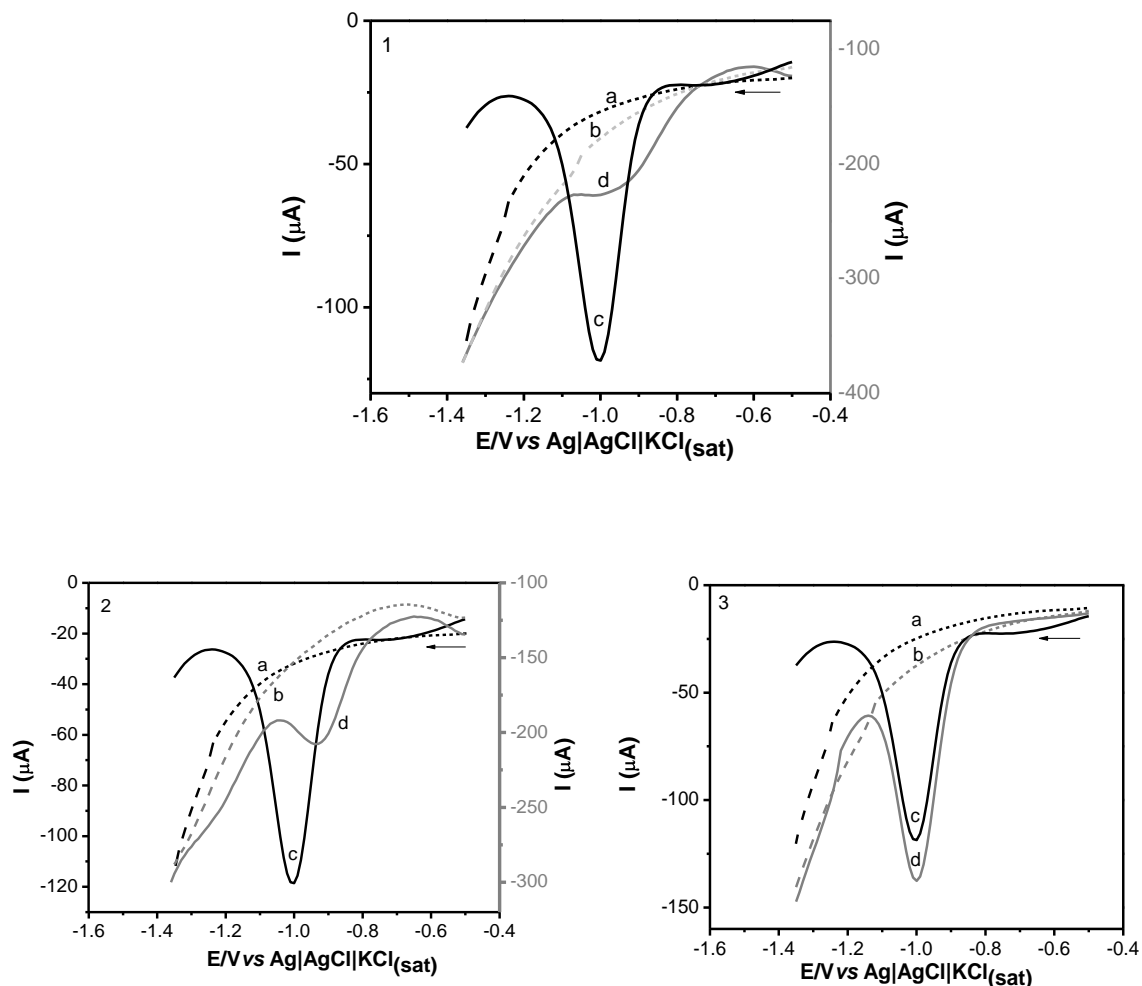 1
0
-50
-100
I (µA)
-100
-200
-300
-400
I (µA)
a
b
d
c
-1.6 -1.4 -1.2 -1.0 -0.8 -0.6 -0.4
E/V vs Ag|AgCl|KCl(sat)
2
0
-20
-40
-60
-80
-100
-120
I (µA)
-100
-150
-200
-250
-300
I (µA)
a
b
d
c
-1.6 -1.4 -1.2 -1.0 -0.8 -0.6 -0.4
E/V vs Ag|AgCl|KCl(sat)
3
0
-50
-100
-150
I (µA)
a
b
c
d
-1.6 -1.4 -1.2 -1.0 -0.8 -0.6 -0.4
E/V vs Ag|AgCl|KCl(sat)